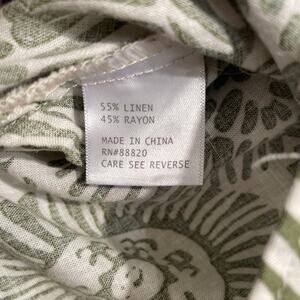 55% LINEN
45% RAYON
MADE IN CHINA
RN#88820
CARE SEE REVERSE